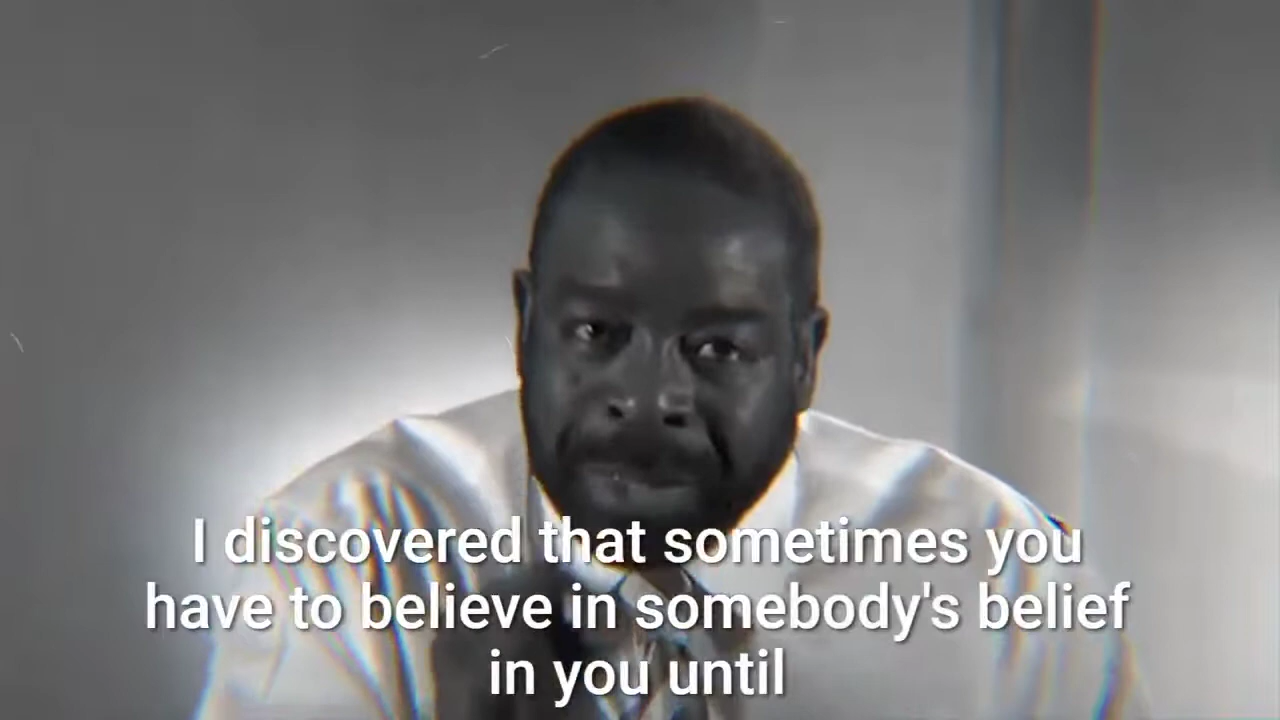 I discovered that sometimes you
have to believe in somebody's belief
in you until